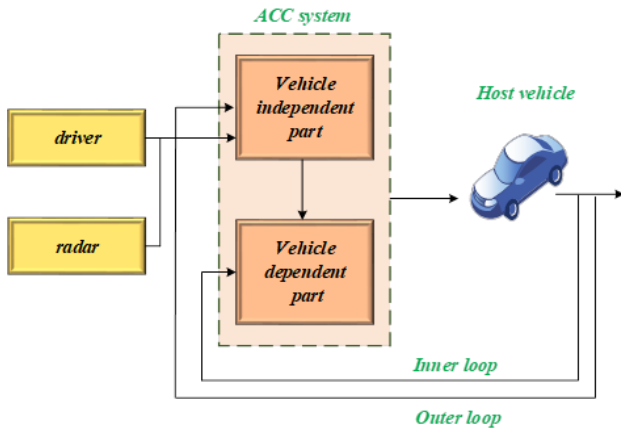 ACC system
Vehicle
independent
part
Host vehicle
driver
radar
Vehicle
dependent
part
Inner loop
Outer loop